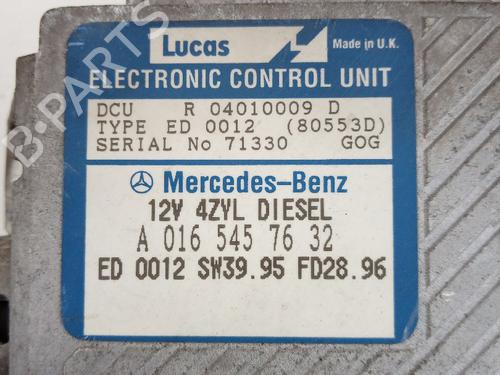 Lucas
Made in U.K.
ELECTRONIC CONTROL UNIT
DCU R 04010009 D
TYPE ED 0012 (80553D)
SERIAL No 71330 GOG
Mercedes-Benz
12V 4ZYL DIESEL
A 016 545 76 32
ED 0012 SW39.95 FD28.96
B-PARTS